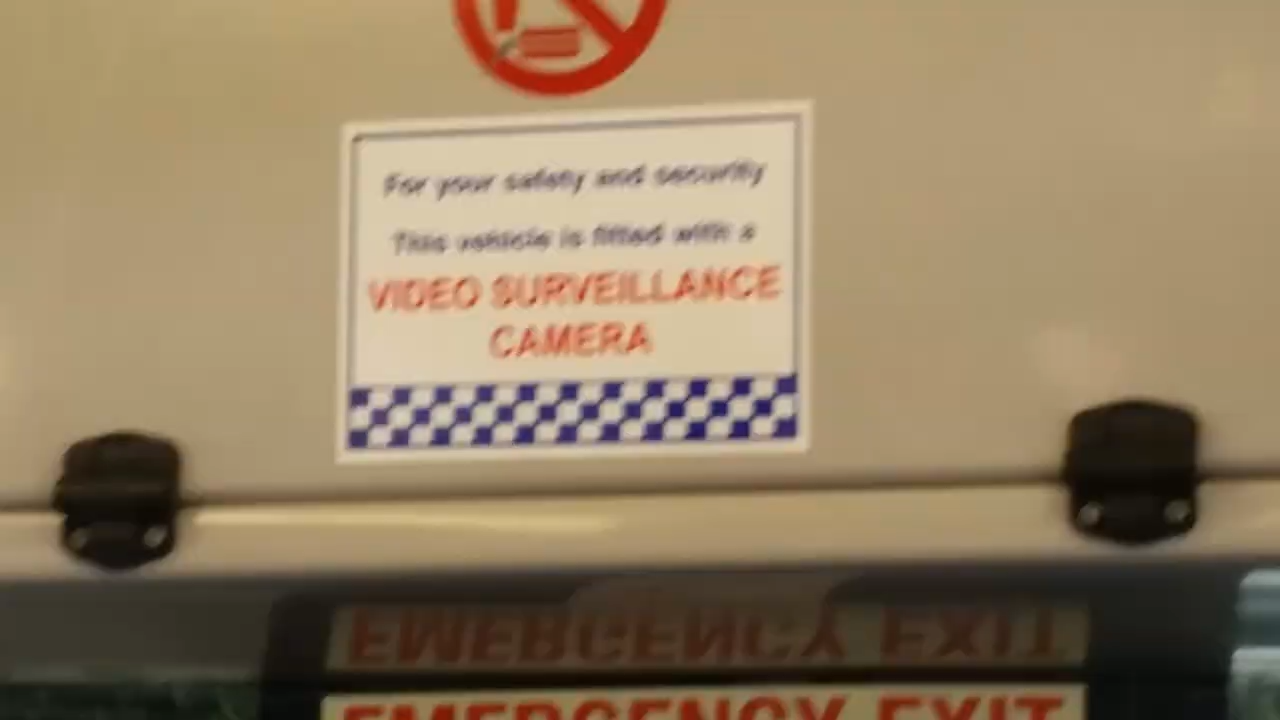 For your safety and security
This vehicle is fitted with a
VIDEO SURVEILLANCE
CAMERA
EMERGENCY EXIT
EMERGENCY EXIT